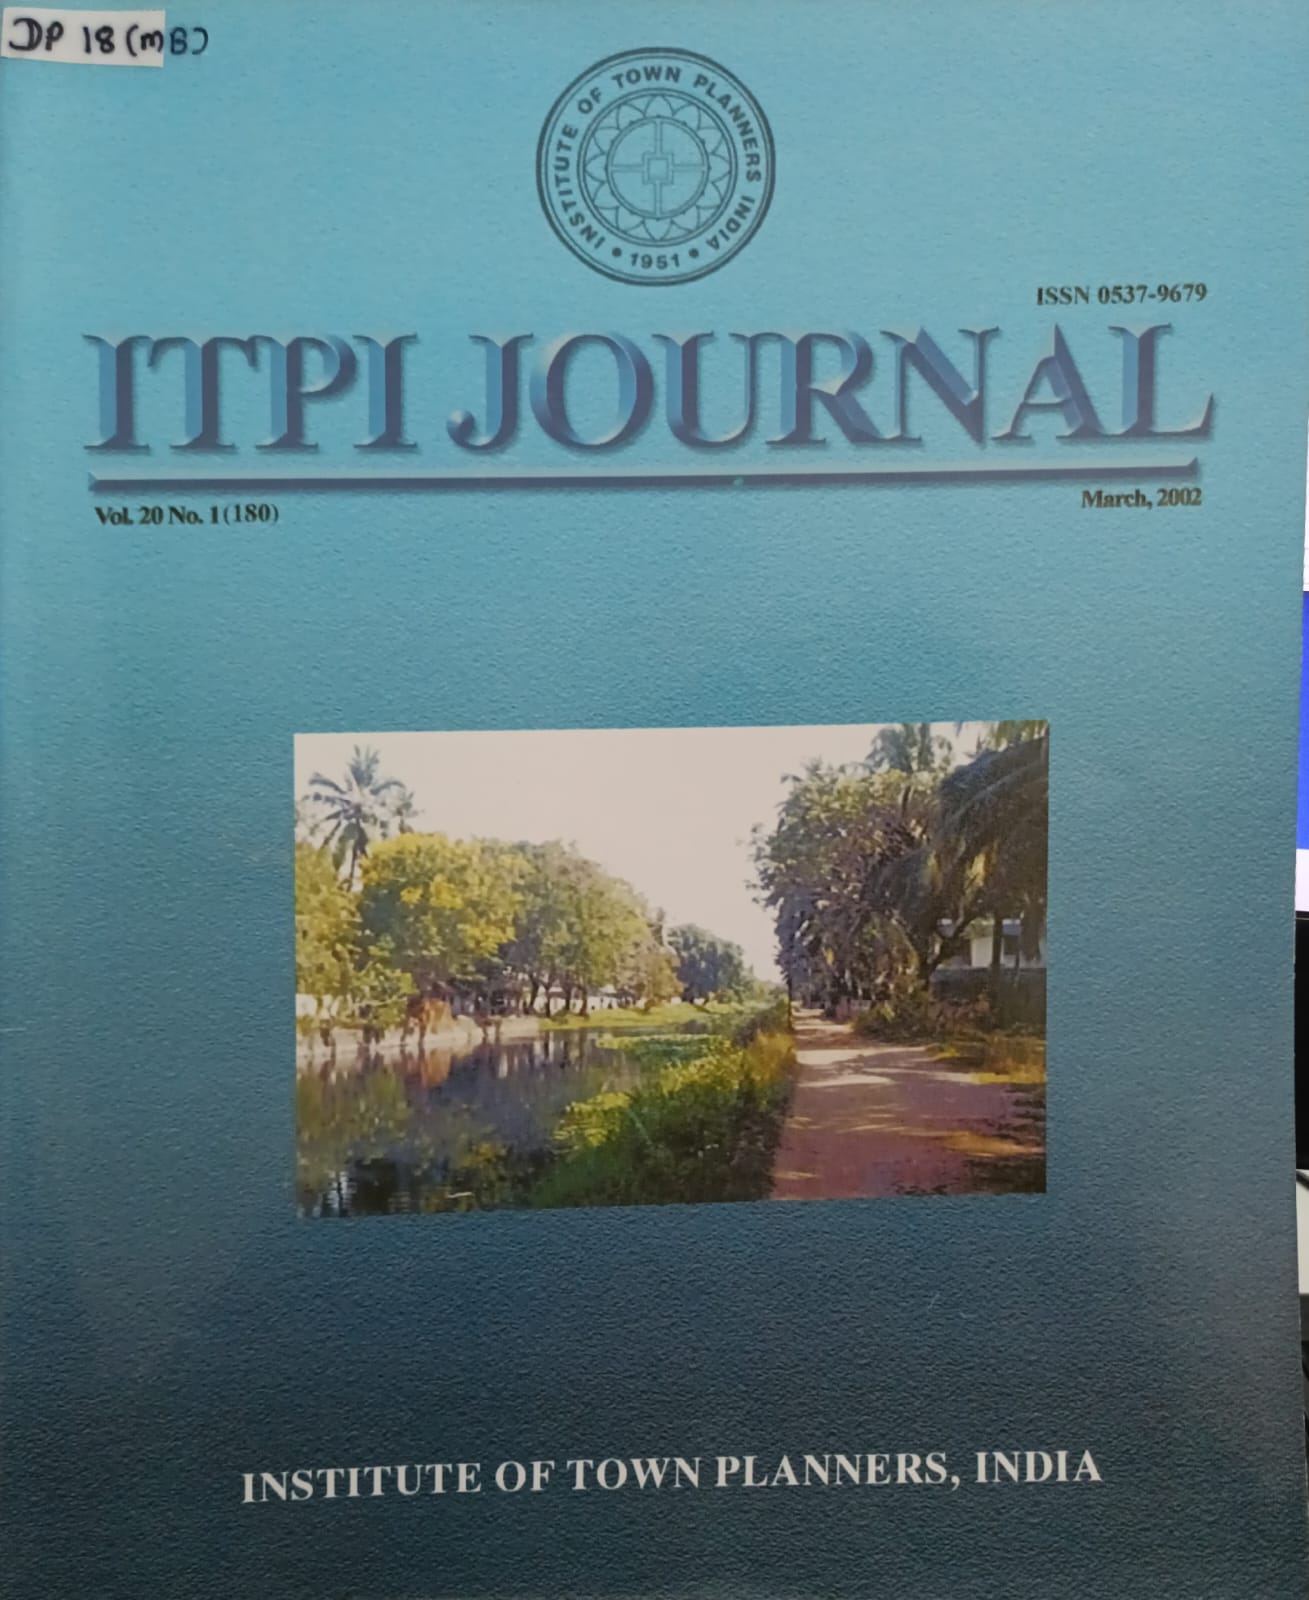 DP 18 (MB)
INSTITUTE OF TOWN PLANNERS INDIA
• 1951 •
ISSN 0537-9679
ITPI JOURNAL
Vol. 20 No. 1(180)
March, 2002
INSTITUTE OF TOWN PLANNERS, INDIA